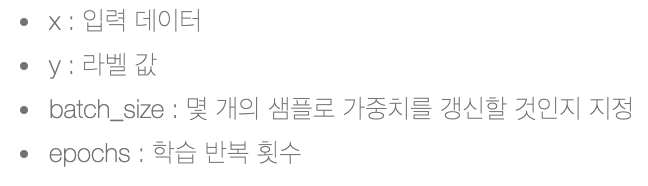 • x : 입력 데이터
• y : 라벨 값
• batch_size : 몇 개의 샘플로 가중치를 갱신할 것인지 지정
• epochs : 학습 반복 횟수